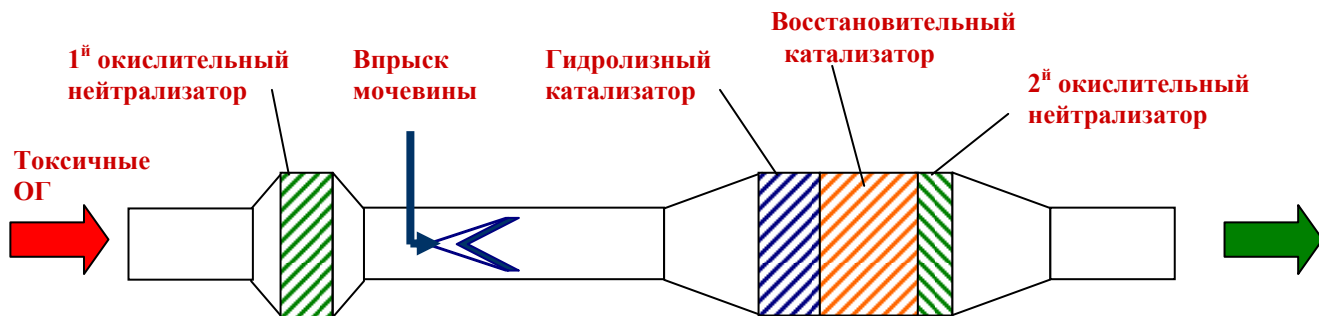 1й окислительный
нейтрализатор
Впрыск
мочевины
Гидролизный
катализатор
Восстановительный
катализатор
2й окислительный
нейтрализатор
Токсичные
ОГ